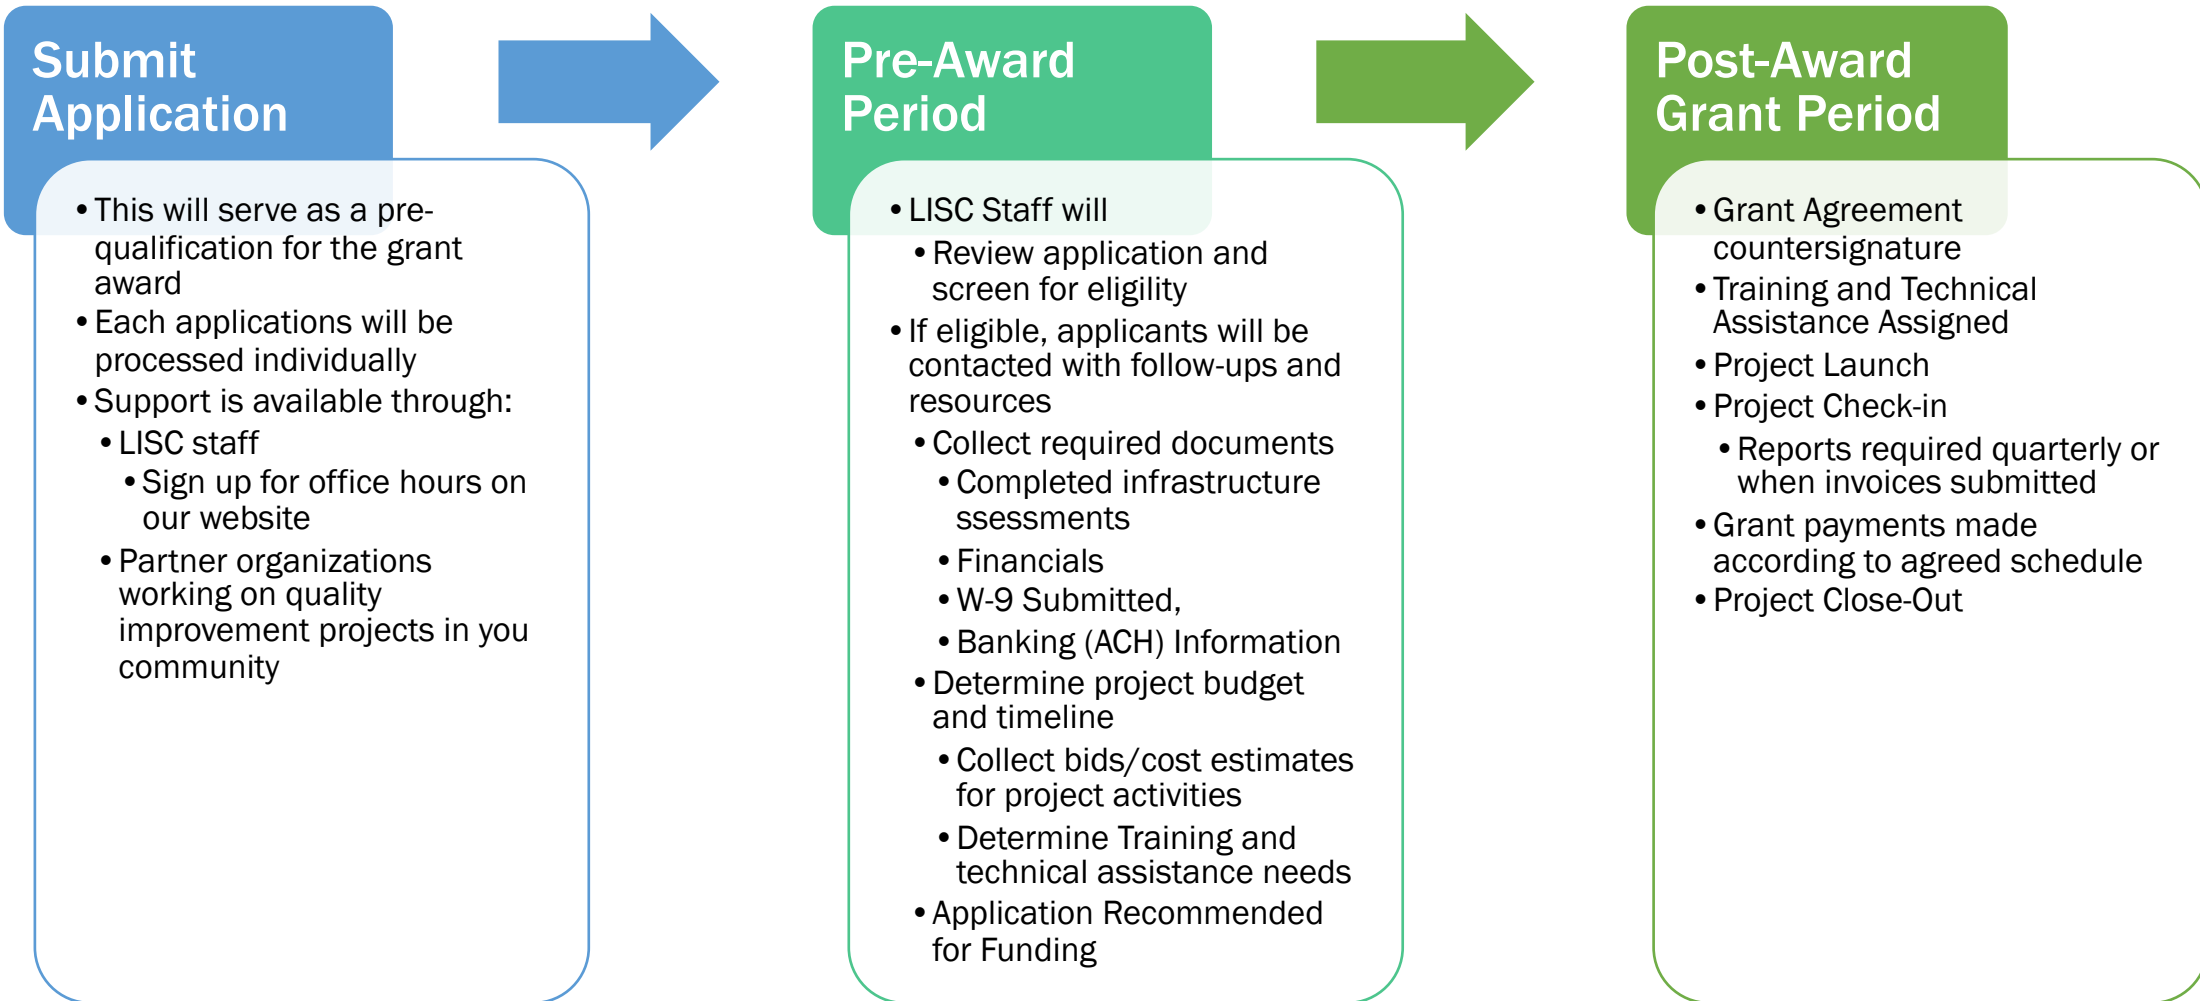 Submit
Application
• This will serve as a pre-
qualification for the grant
award
• Each applications will be
processed individually
• Support is available through:
• LISC staff
• Sign up for office hours on
our website
• Partner organizations
working on quality
improvement projects in you
community
Pre-Award
Period
• LISC Staff will
• Review application and
screen for eligility
• If eligible, applicants will be
contacted with follow-ups and
resources
• Collect required documents
• Completed infrastructure
ssessments
• Financials
• W-9 Submitted,
• Banking (ACH) Information
• Determine project budget
and timeline
• Collect bids/cost estimates
for project activities
• Determine Training and
technical assistance needs
• Application Recommended
for Funding
Post-Award
Grant Period
• Grant Agreement
countersignature
• Training and Technical
Assistance Assigned
• Project Launch
• Project Check-in
• Reports required quarterly or
when invoices submitted
• Grant payments made
according to agreed schedule
• Project Close-Out